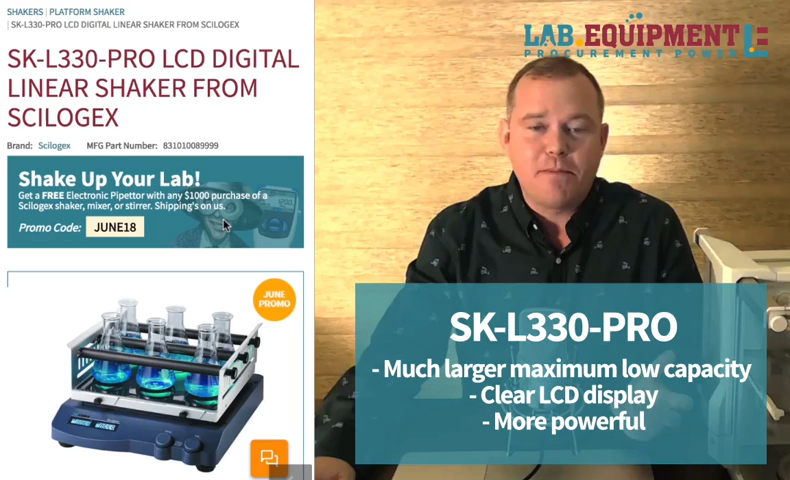 SHAKERS | PLATFORM SHAKER
| SK-L330-PRO LCD DIGITAL LINEAR SHAKER FROM SCILOGEX
SK-L330-PRO LCD DIGITAL
LINEAR SHAKER FROM
SCILOGEX
Brand: Scilogex MFG Part Number: 831010089999
Shake Up Your Lab!
Get a FREE Electronic Pipettor with any $1000 purchase of a
Scilogex shaker, mixer, or stirrer. Shipping's on us.
Promo Code: JUNE18
JUNE
PROMO
LAB.EQUIPMENT
PROCUREMENT POWER
SK-L330-PRO
- Much larger maximum low capacity
- Clear LCD display
- More powerful